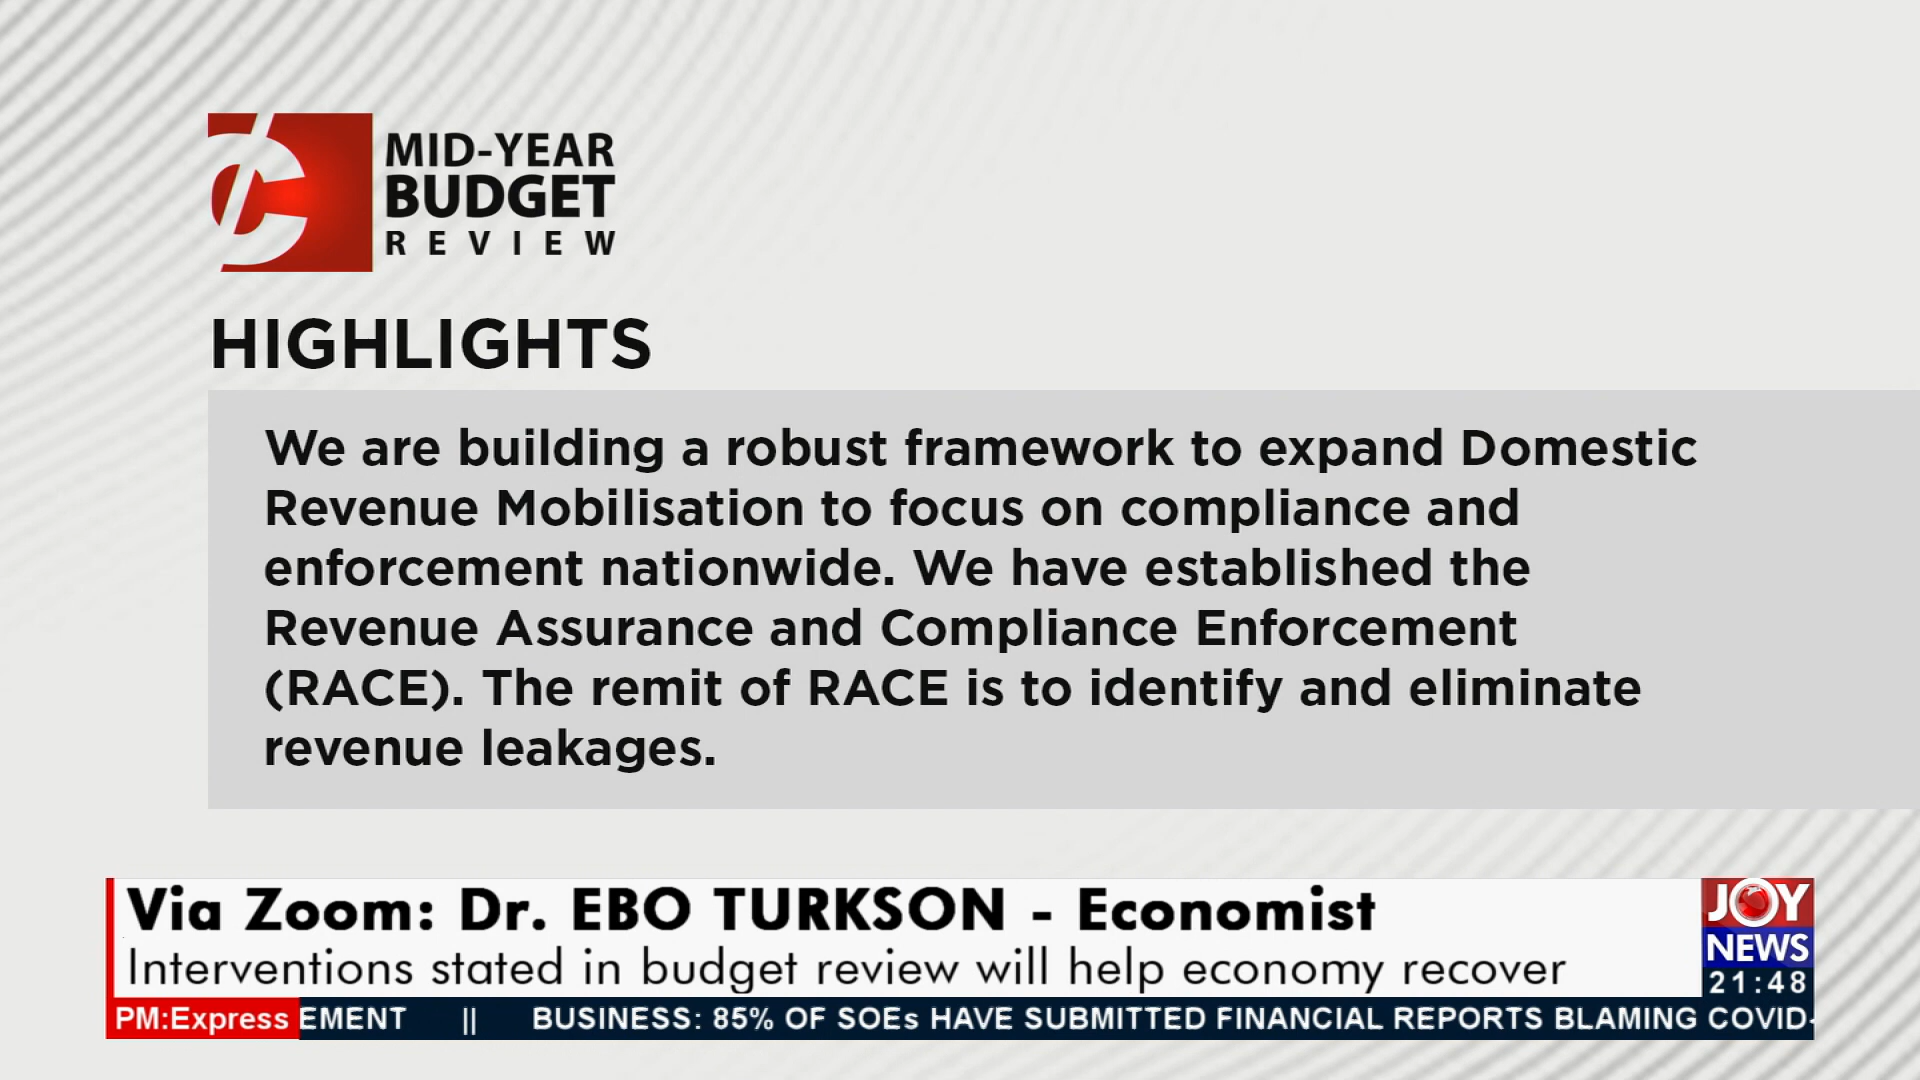 MID-YEAR
BUDGET
REVIEW
HIGHLIGHTS
We are building a robust framework to expand Domestic
Revenue Mobilisation to focus on compliance and
enforcement nationwide. We have established the
Revenue Assurance and Compliance Enforcement
(RACE). The remit of RACE is to identify and eliminate
revenue leakages.
Via Zoom: Dr. EBO TURKSON - Economist
Interventions stated in budget review will help economy recover
JOY
NEWS
21:48
PM:Express EMENT || BUSINESS: 85% OF SOEs HAVE SUBMITTED FINANCIAL REPORTS BLAMING COVID-